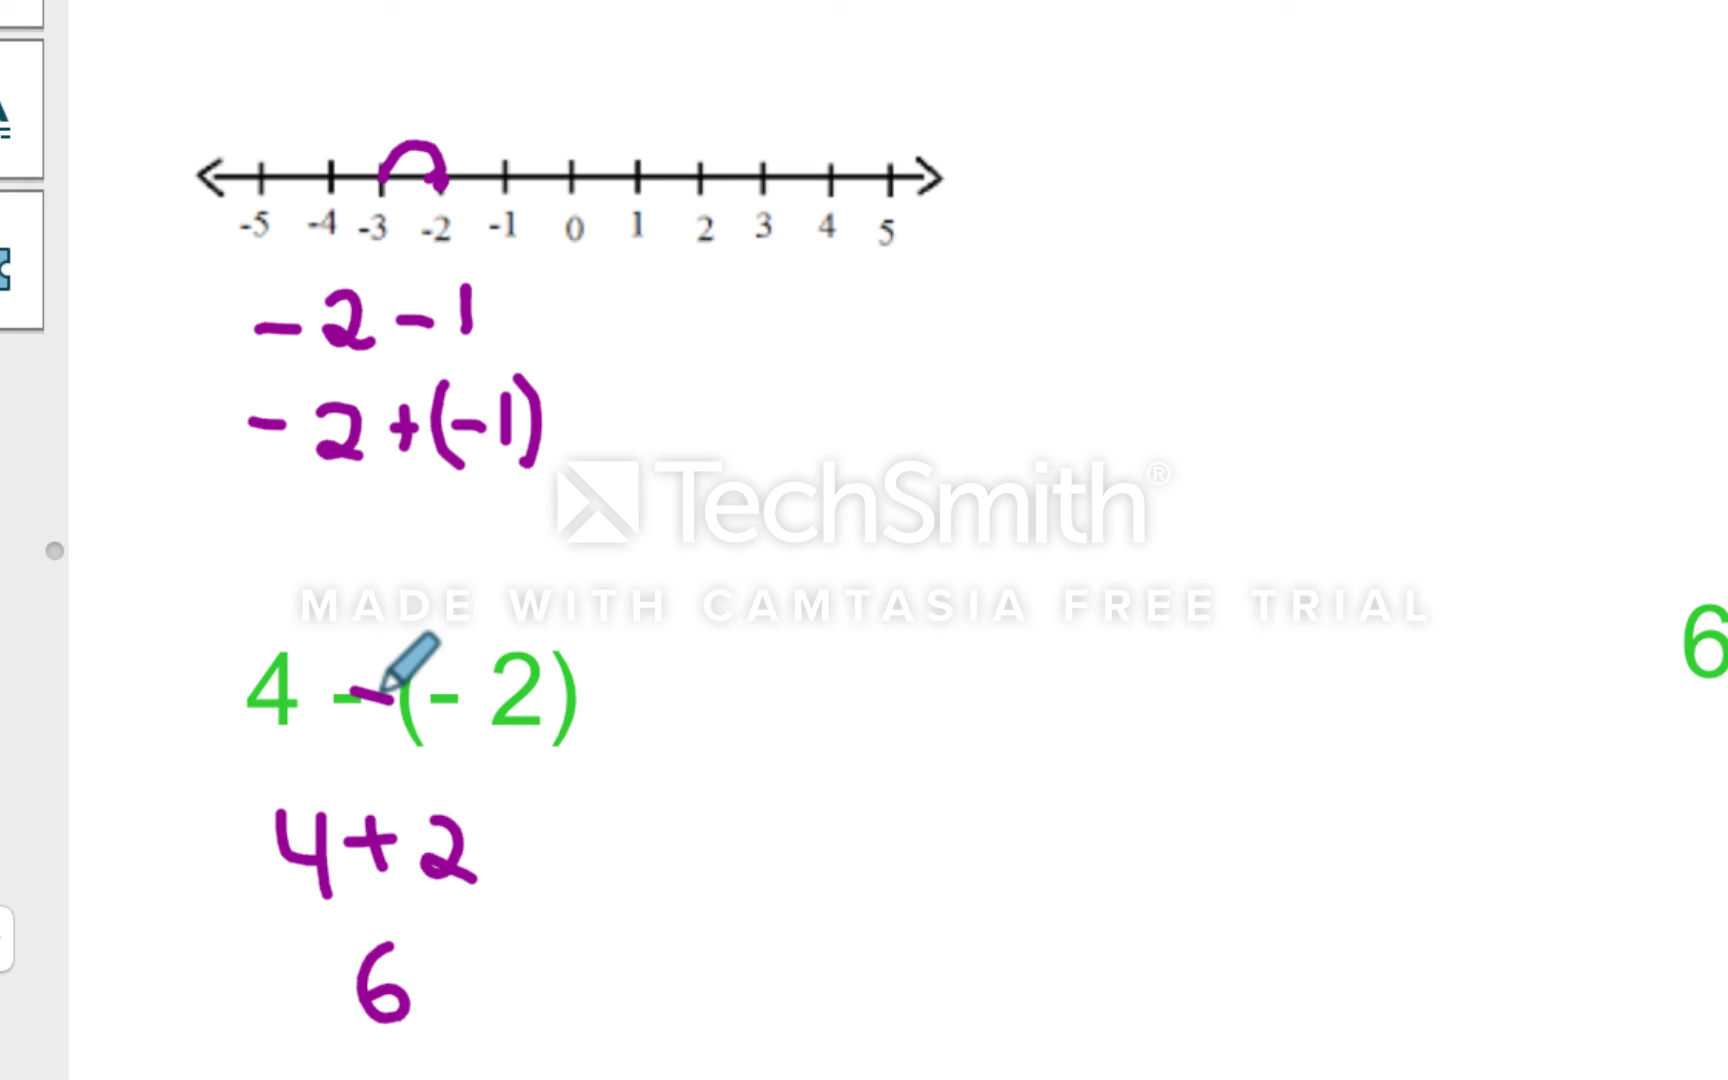 -5 -4 -3 -2 -1 0 1 2 3 4 5
-2-1
-2+(-1)
TechSmith®
MADE WITH CAMTASIA FREE TRIAL
6
4 -(- 2)
4+2
6